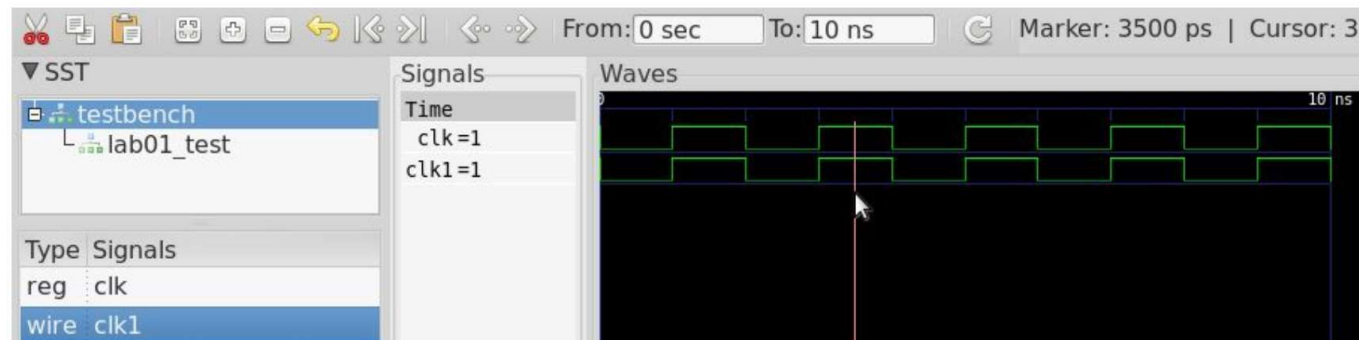 From: 0 sec To: 10 ns Marker: 3500 ps | Cursor: 3
SST
testbench
lab01_test
Type Signals
reg clk
wire clk1
Signals
Time
clk=1
clk1=1
Waves
0 10 ns